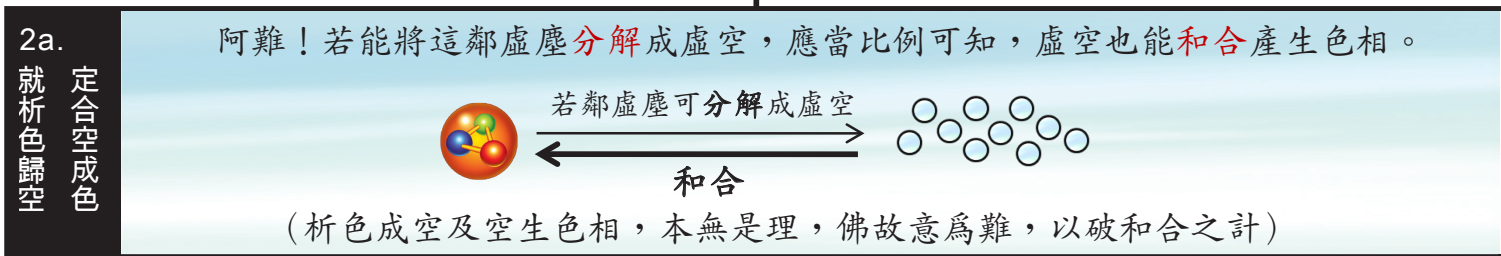 2a.
就析色歸空
定合空成色
阿難！若能將這鄰虛塵分解成虛空，應當比例可知，虛空也能和合產生色相。
若鄰虛塵可分解成虛空
和合
（析色成空及空生色相，本無是理，佛故意爲難，以破和合之計）